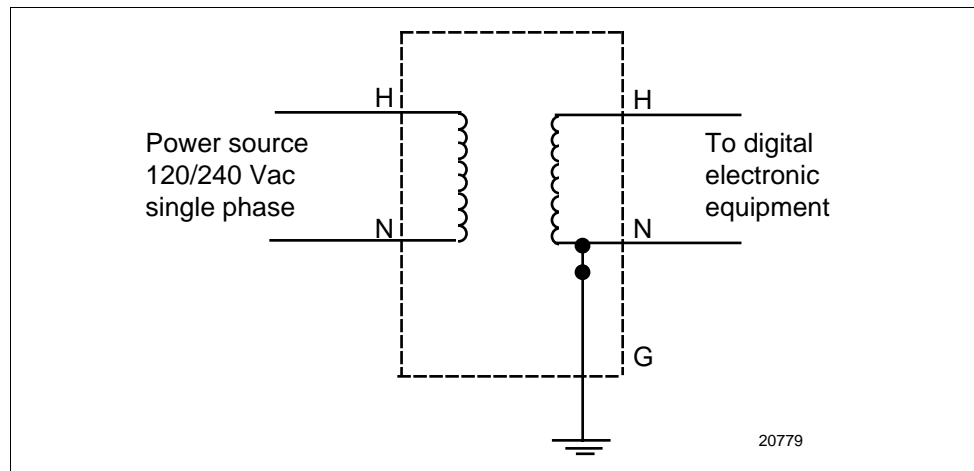 H
H
Power source
120/240 Vac
single phase
To digital
electronic
equipment
N
N
G
20779